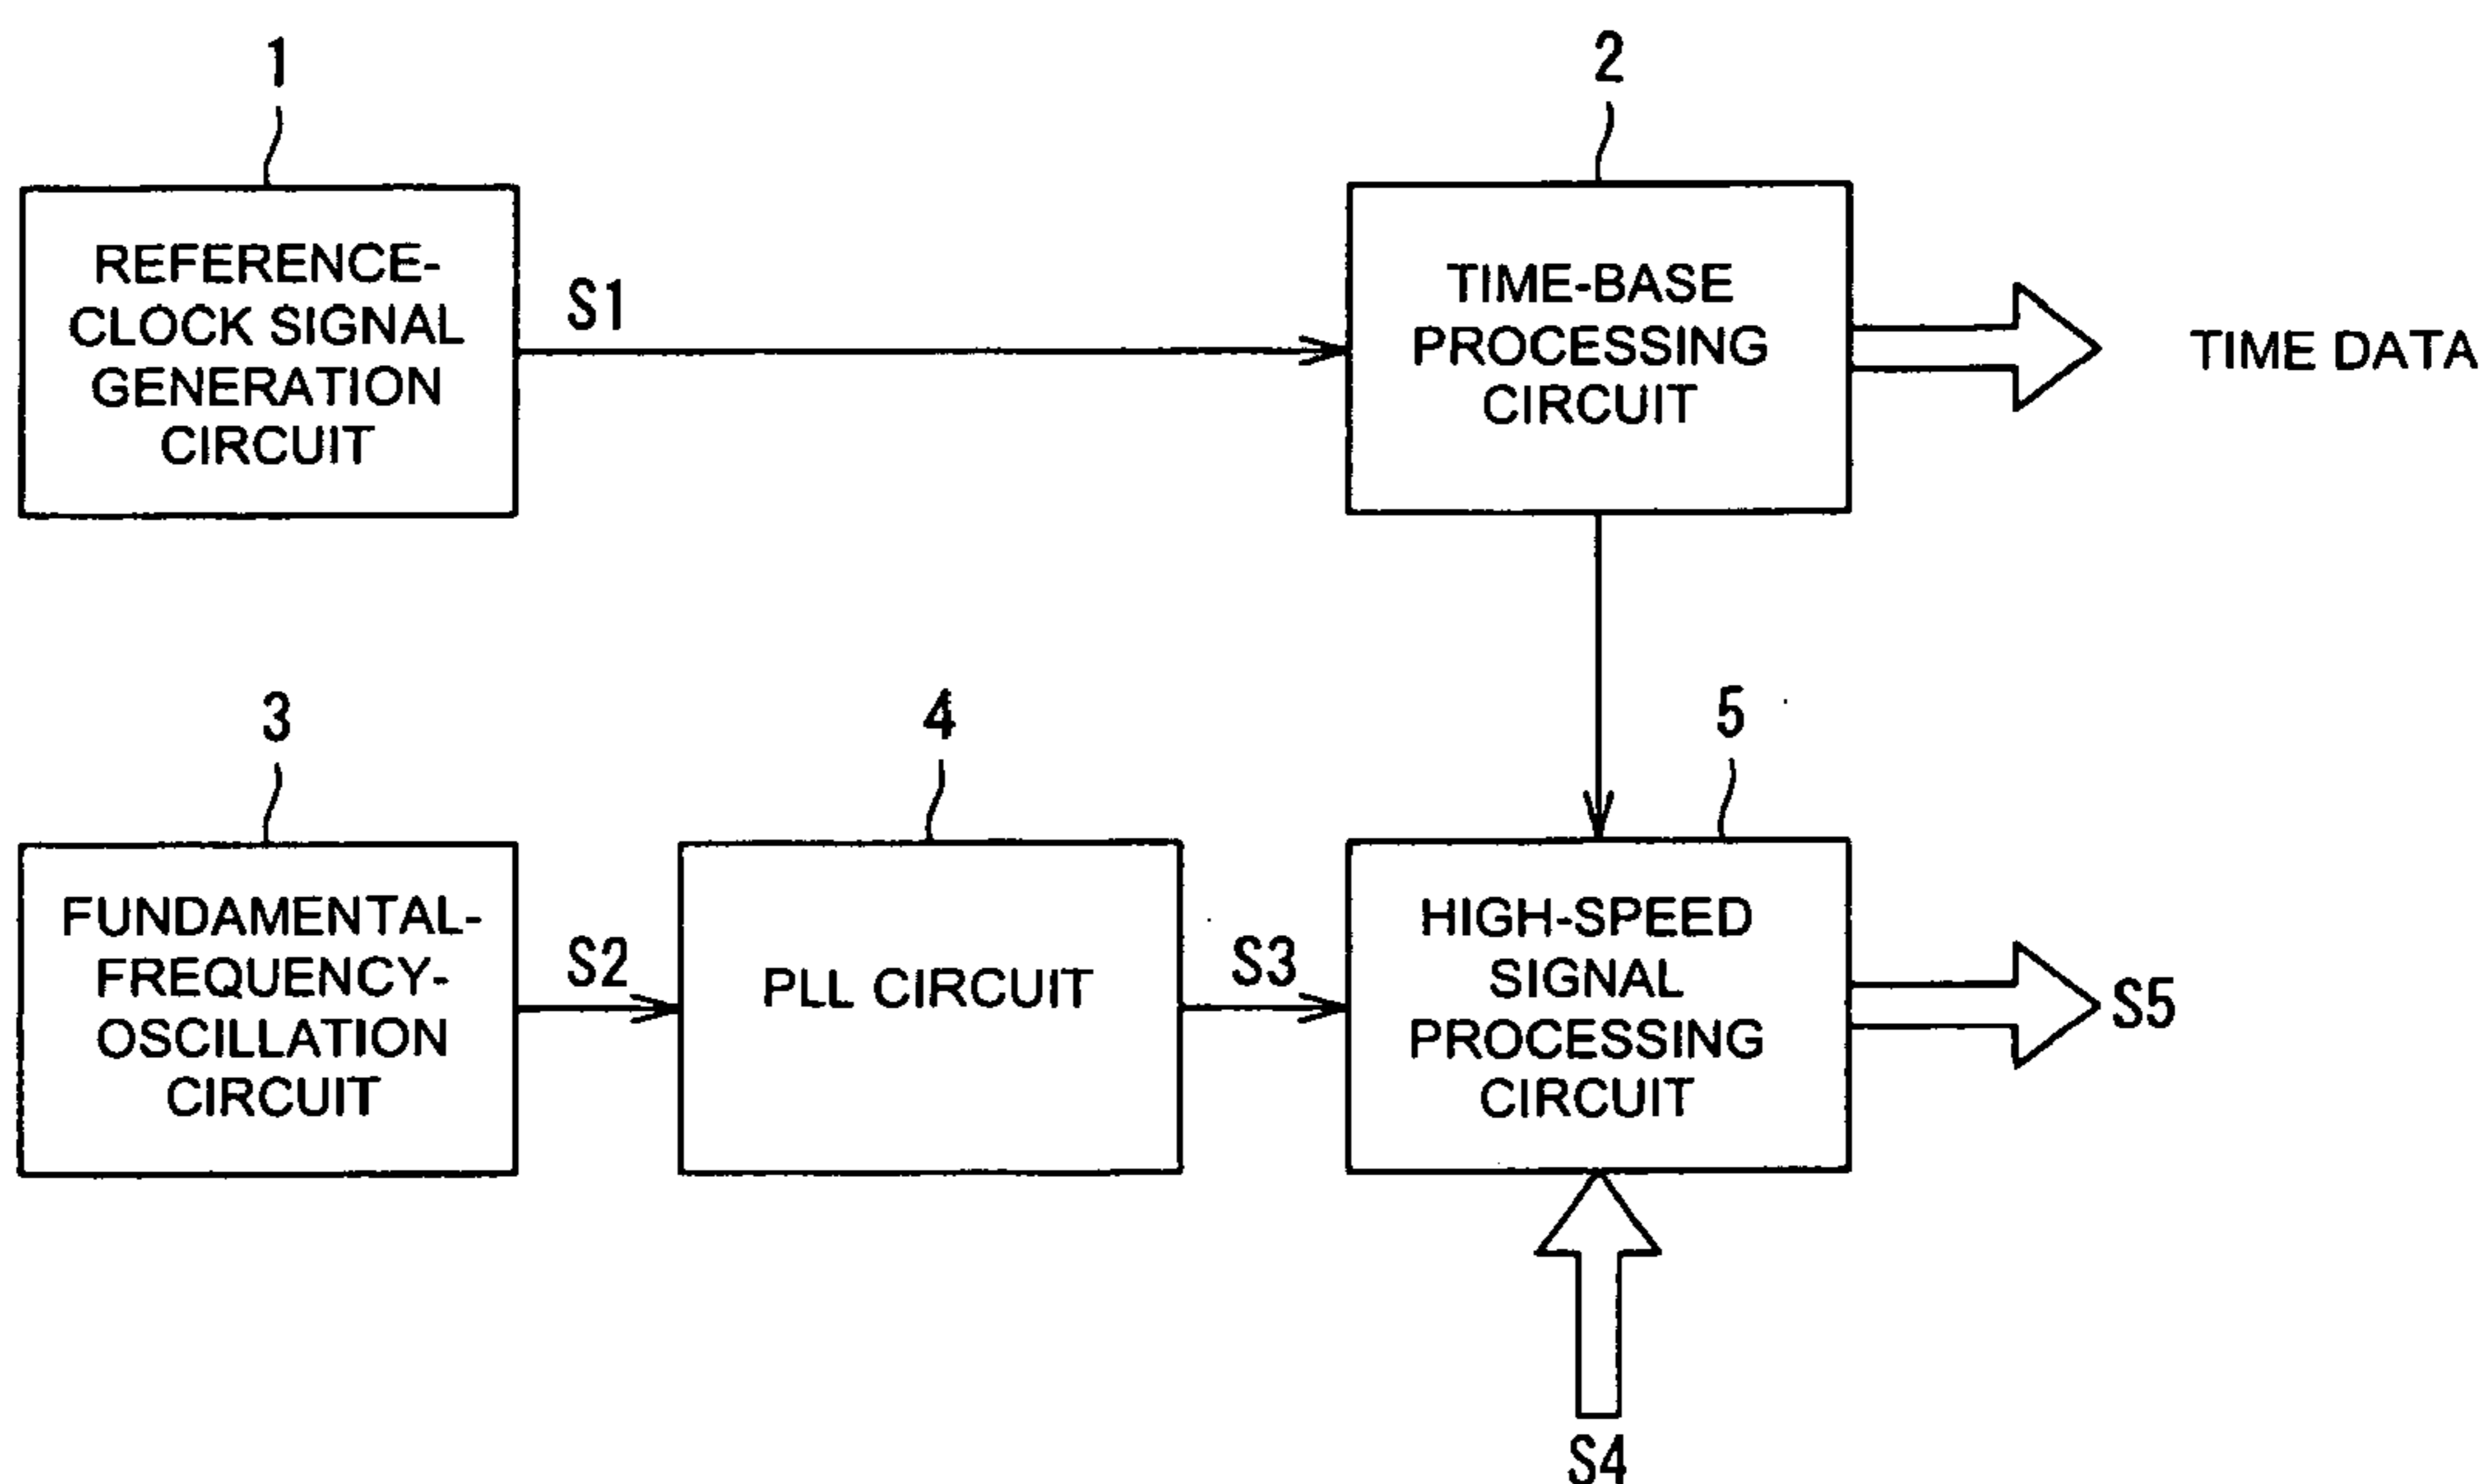 1
2
REFERENCE-
CLOCK SIGNAL
GENERATION
CIRCUIT
S1
TIME-BASE
PROCESSING
CIRCUIT
TIME DATA
3
4
5
FUNDAMENTAL-
FREQUENCY-
OSCILLATION
CIRCUIT
S2
PLL CIRCUIT
S3
HIGH-SPEED
SIGNAL
PROCESSING
CIRCUIT
S5
S4